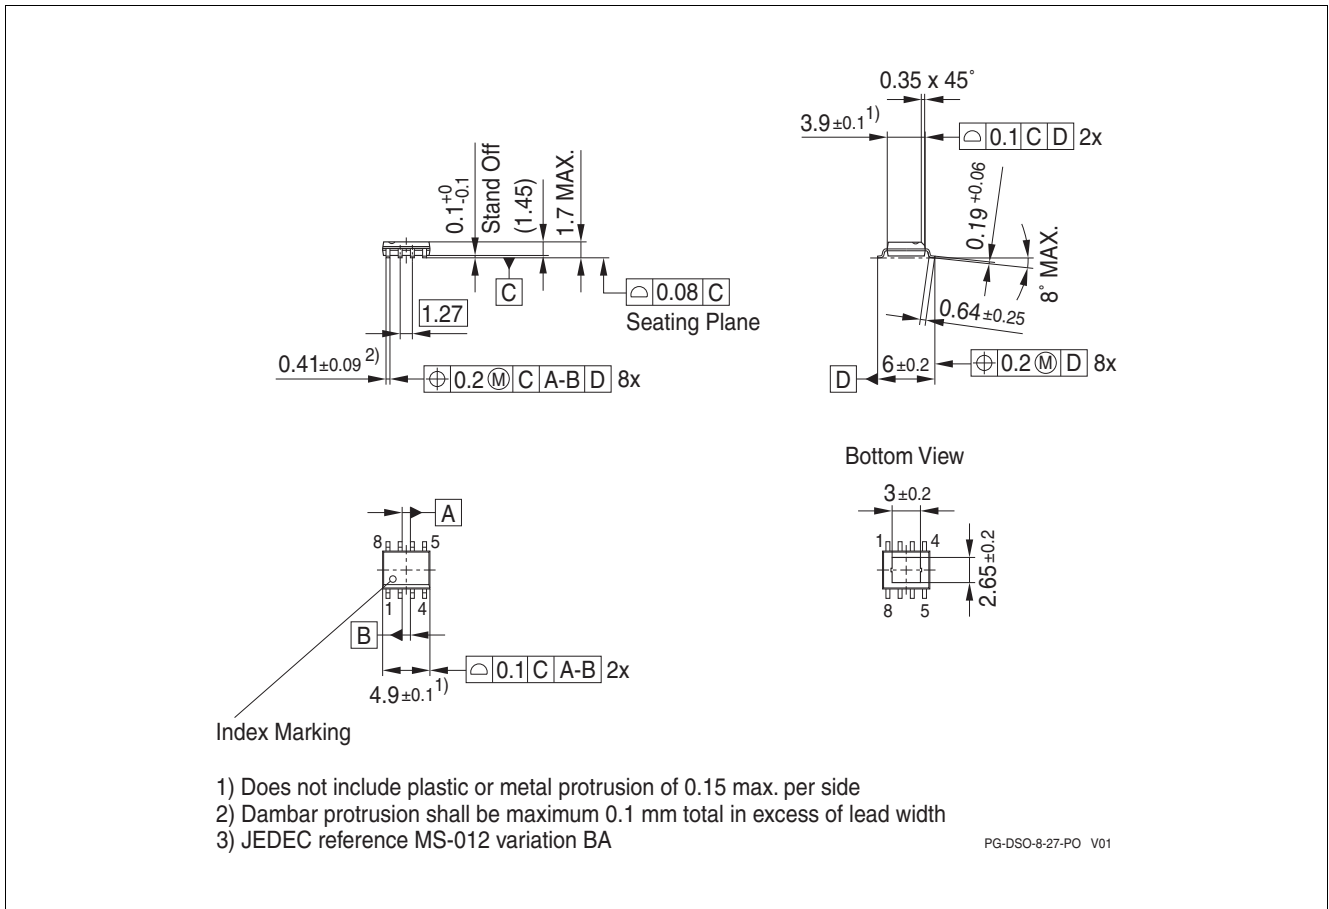 0.35 x 45˚
3.9±0.1 1)
⌓ 0.1 C D 2x
0.1 +0 -0.1
Stand Off
(1.45)
1.7 MAX.
0.19 +0.06
8˚ MAX.
C
⌓ 0.08 C
Seating Plane
1.27
0.64±0.25
0.41±0.09 2)
⌖ 0.2 Ⓜ C A-B D 8x
D
6±0.2
⌖ 0.2 Ⓜ D 8x
Bottom View
A
3±0.2
8 5
1 4
1 4
8 5
2.65±0.2
B
⌓ 0.1 C A-B 2x
4.9±0.1 1)
Index Marking
1) Does not include plastic or metal protrusion of 0.15 max. per side
2) Dambar protrusion shall be maximum 0.1 mm total in excess of lead width
3) JEDEC reference MS-012 variation BA
PG-DSO-8-27-PO V01